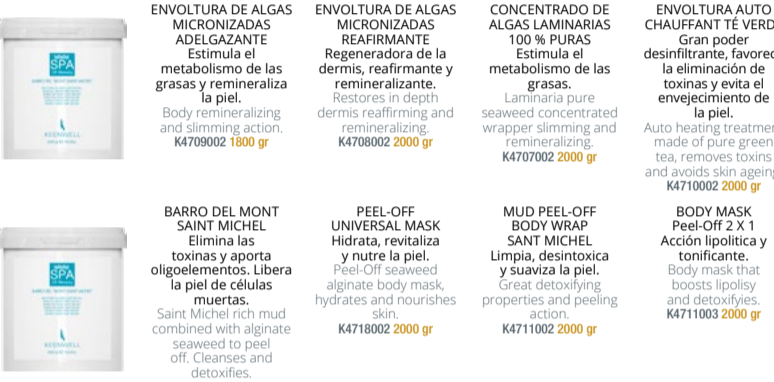 SPA
KEENWELL
ENVOLTURA DE ALGAS
MICRONIZADAS
ADELGAZANTE
Estimula el
metabolismo de las
grasas y remineraliza
la piel.
Body remineralizing
and slimming action.
K4709002 1800 gr
ENVOLTURA DE ALGAS
MICRONIZADAS
REAFIRMANTE
Regeneradora de la
dermis, reafirmante y
remineralizante.
Restores in depth
dermis reaffirming and
remineralizing.
K4708002 2000 gr
CONCENTRADO DE
ALGAS LAMINARIAS
100 % PURAS
Estimula el
metabolismo de las
grasas.
Laminaria pure
seaweed concentrated
wrapper slimming and
remineralizing.
K4707002 2000 gr
ENVOLTURA AUTO
CHAUFFANT TÉ VERD
Gran poder
desinfiltrante, favorec
la eliminación de
toxinas y evita el
envejecimiento de
la piel.
Auto heating treatmen
made of pure green
tea, removes toxins
and avoids skin ageing
K4710002 2000 gr
SPA
KEENWELL
BARRO DEL MONT
SAINT MICHEL
Elimina las
toxinas y aporta
oligoelementos. Libera
la piel de células
muertas.
Saint Michel rich mud
combined with alginate
seaweed to peel
off. Cleanses and
detoxifies.
PEEL-OFF
UNIVERSAL MASK
Hidrata, revitaliza
y nutre la piel.
Peel-Off seaweed
alginate body mask,
hydrates and nourishes
skin.
K4718002 2000 gr
MUD PEEL-OFF
BODY WRAP
SANT MICHEL
Limpia, desintoxica
y suaviza la piel.
Great detoxifying
properties and peeling
action.
K4711002 2000 gr
BODY MASK
Peel-Off 2 X 1
Acción lipolitica y
tonificante.
Body mask that
boosts lipolisy
and detoxifyies.
K4711003 2000 gr